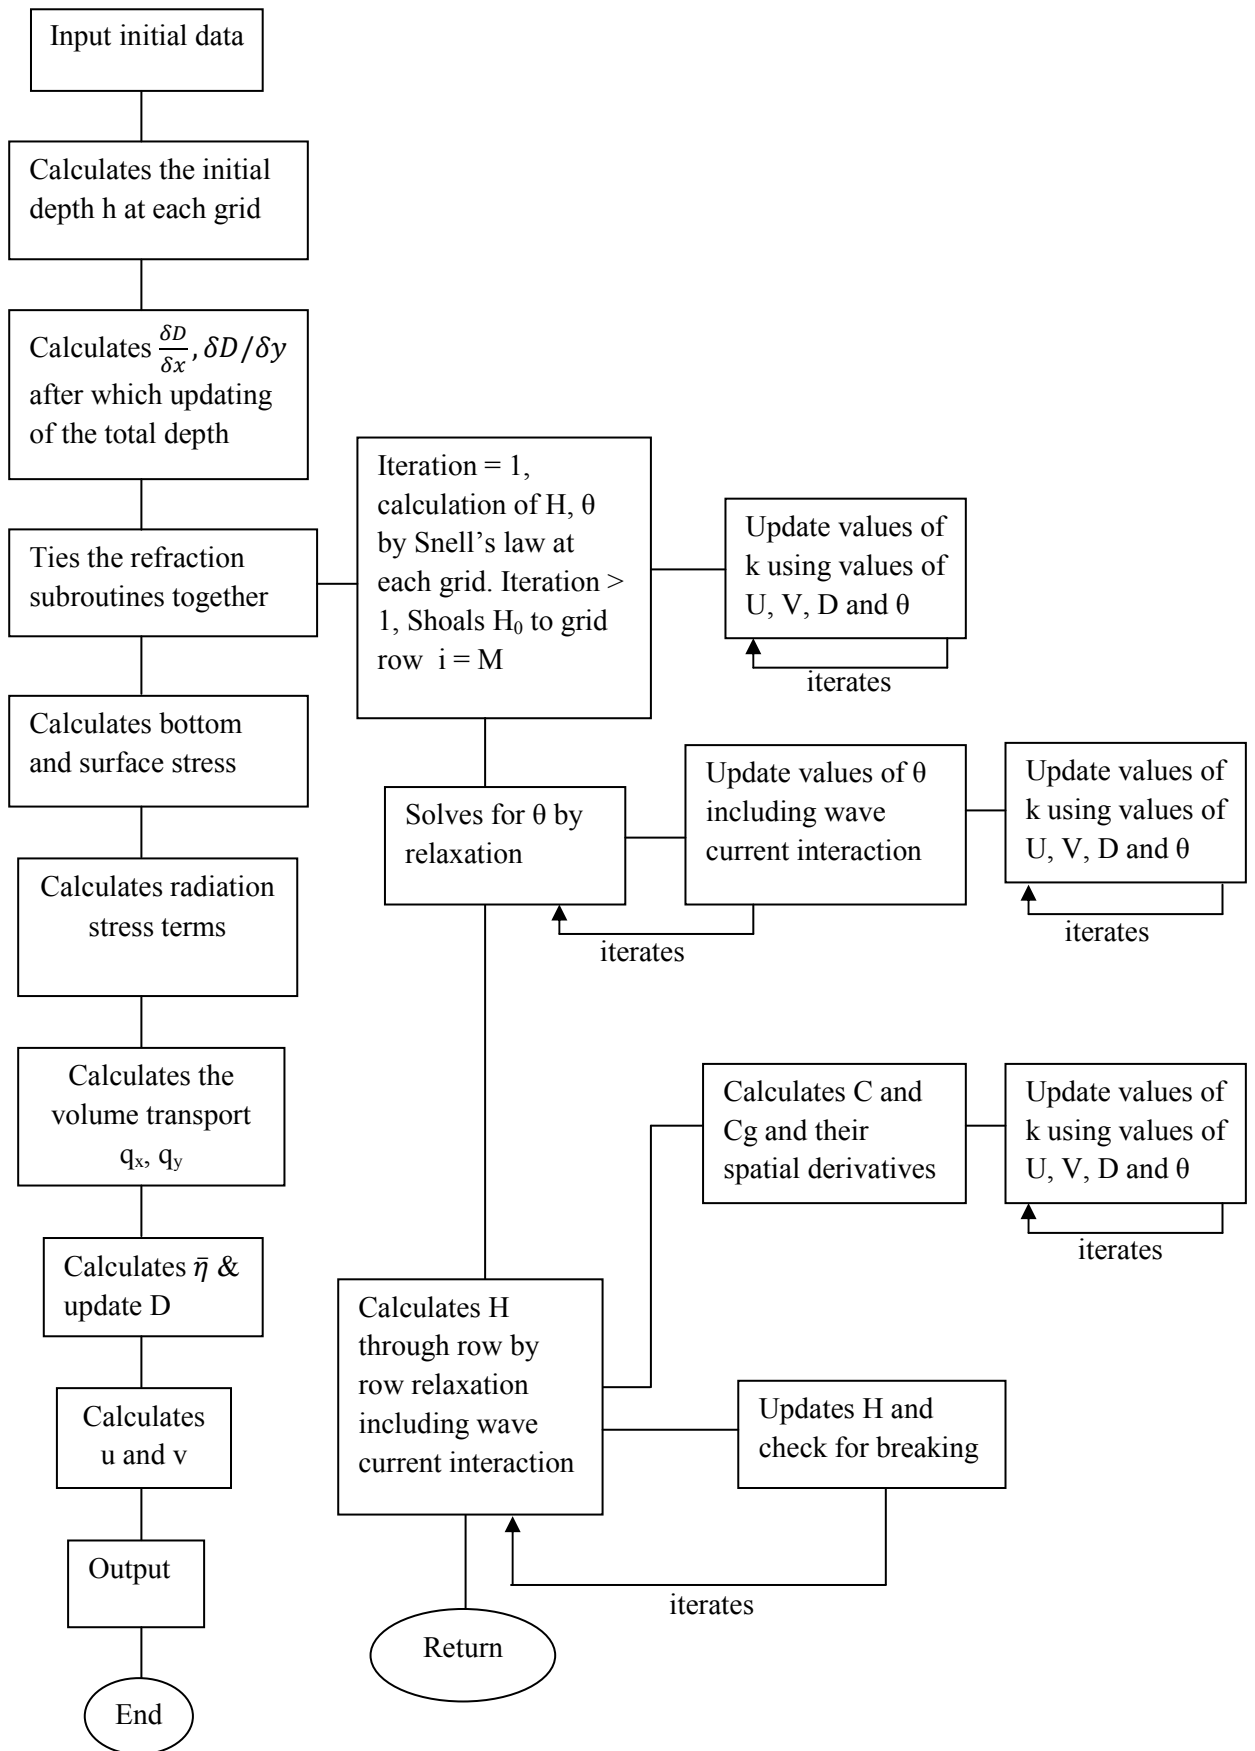 Input initial data
Calculates the initial
depth h at each grid
Calculates δD/δx, δD/δy
after which updating
of the total depth
Ties the refraction
subroutines together
Calculates bottom
and surface stress
Calculates radiation
stress terms
Calculates the
volume transport
qₓ, qᵧ
Calculates η̄ &
update D
Calculates
u and v
Output
End
Iteration = 1,
calculation of H, θ
by Snell’s law at
each grid. Iteration >
1, Shoals H₀ to grid
row i = M
Update values of
k using values of
U, V, D and θ
iterates
Solves for θ by
relaxation
Update values of θ
including wave
current interaction
iterates
Update values of
k using values of
U, V, D and θ
iterates
Calculates C and
Cg and their
spatial derivatives
Update values of
k using values of
U, V, D and θ
iterates
Calculates H
through row by
row relaxation
including wave
current interaction
Updates H and
check for breaking
iterates
Return